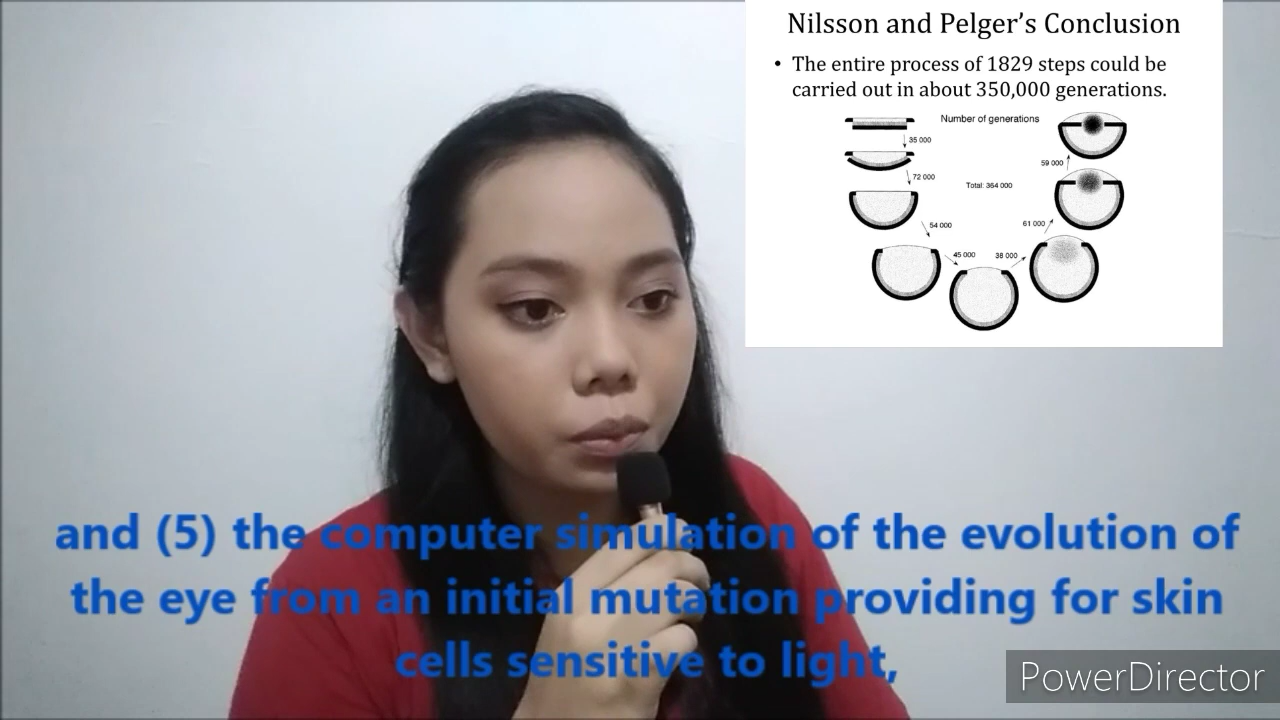 Nilsson and Pelger's Conclusion
• The entire process of 1829 steps could be
carried out in about 350,000 generations.
Number of generations
35 000
72 000
54 000
45 000
38 000
61 000
59 000
Total: 364 000
and (5) the computer simulation of the evolution of
the eye from an initial mutation providing for skin
cells sensitive to light,
PowerDirector